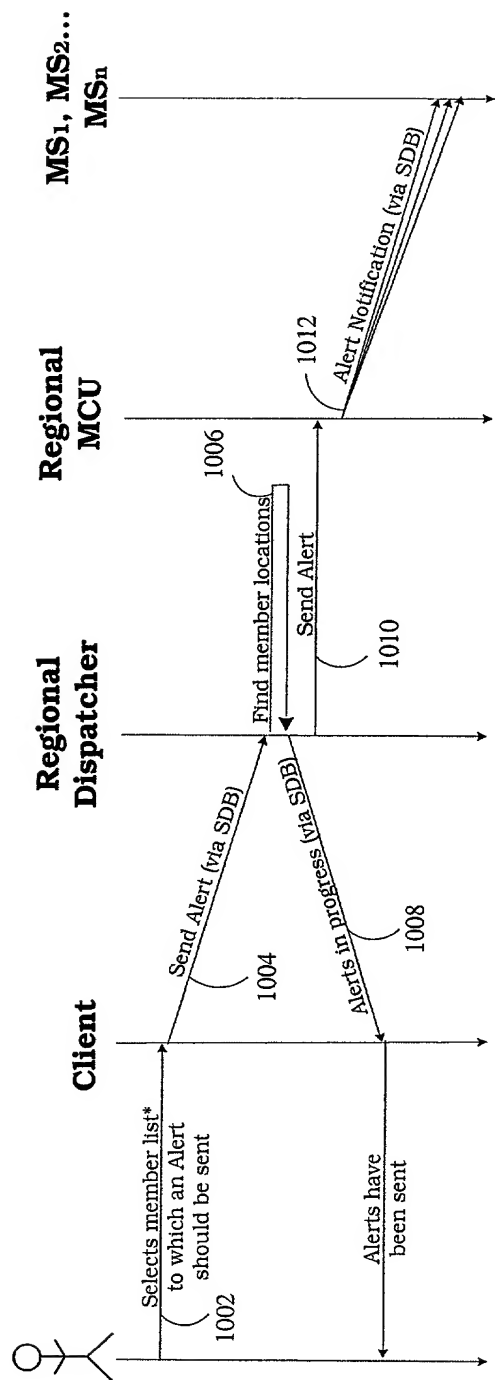 Client
Regional
Dispatcher
Regional
MCU
MS1, MS2...
MSn
Selects member list*
to which an Alert
should be sent
1002
Send Alert (via SDB)
1004
Find member locations
1006
Alerts in progress (via SDB)
1008
Send Alert
1010
1012
Alert Notification (via SDB)
Alerts have
been sent